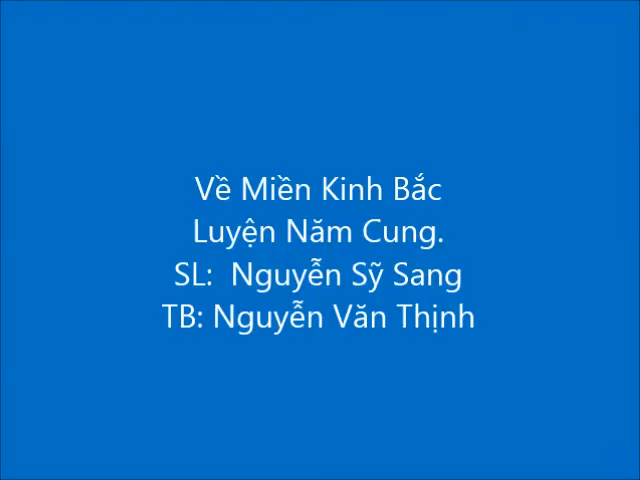 Về Miền Kinh Bắc
Luyện Năm Cung.
SL:  Nguyễn Sỹ Sang
TB: Nguyễn Văn Thịnh